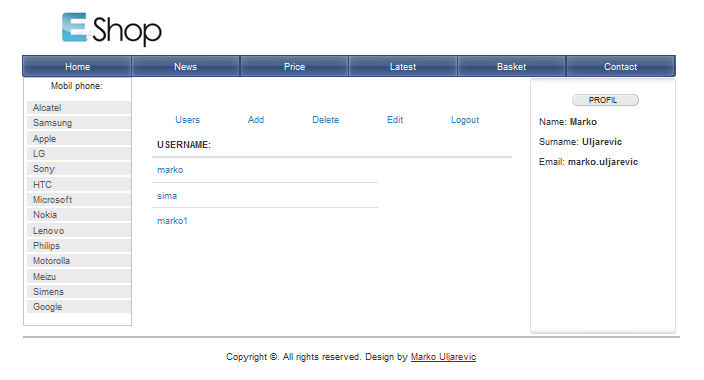 E Shop
Home News Price Latest Basket Contact
Mobil phone:
Alcatel
Samsung
Apple
LG
Sony
HTC
Microsoft
Nokia
Lenovo
Philips
Motorolla
Meizu
Simens
Google
Users Add Delete Edit Logout
USERNAME:
marko
sima
marko1
PROFIL
Name: Marko
Surname: Uljarevic
Email: marko.uljarevic
Copyright ©. All rights reserved. Design by Marko Uljarevic